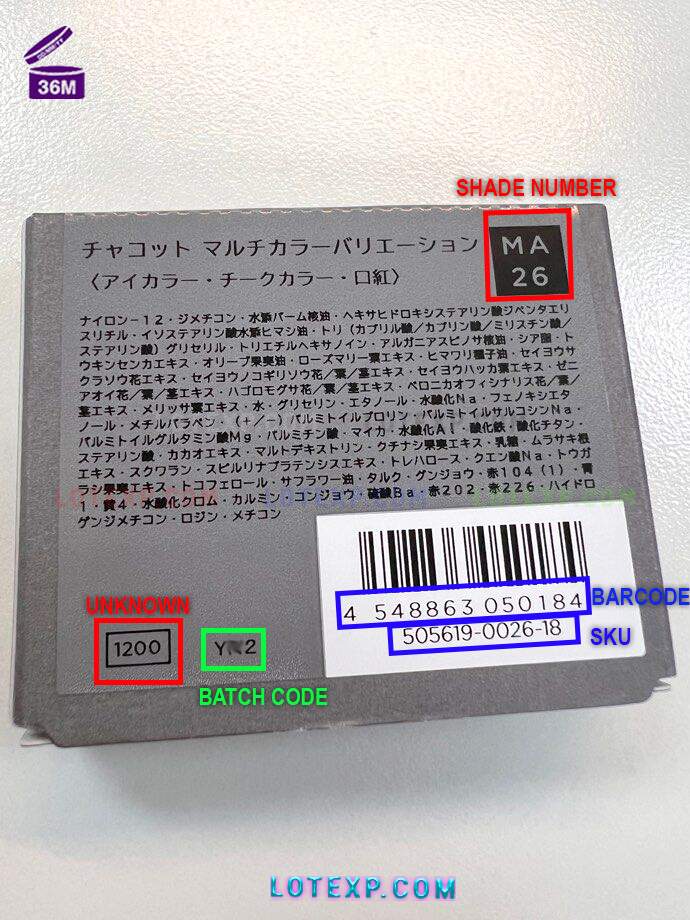 36M
SHADE NUMBER
チャコット マルチカラーバリエーション
〈アイカラー・チークカラー・口紅〉
MA
26
ナイロン−12・ジメチコン・水添パーム核油・ヘキサヒドロキシステアリン酸ジペンタエリ
スリチル・イソステアリン酸水添ヒマシ油・トリ（カプリル酸／カプリン酸／ミリスチン酸／
ステアリン酸）グリセリル・トリエチルヘキサノイン・アルガニアスピノサ核油・シア脂・ト
ウキンセンカエキス・オリーブ果実油・ローズマリー葉エキス・ヒマワリ種子油・セイヨウサ
クラソウ花エキス・セイヨウノコギリソウ花／葉／茎エキス・セイヨウハッカ葉エキス・ゼニ
アオイ花／葉／茎エキス・ハゴロモグサ花／葉／茎エキス・ベロニカオフィシナリス花／葉／
茎エキス・メリッサ葉エキス・水・グリセリン・エタノール・水酸化Na・フェノキシエタ
ノール・メチルパラベン・パルミトイルプロリン・パルミトイルサルコシンNa・
パルミトイルグルタミン酸Mg・パルミチン酸・マイカ・水酸化Al・酸化鉄・酸化チタン・
ステアリン酸・カカオエキス・マルトデキストリン・クチナシ果実エキス・乳糖・ムラサキ根
エキス・スクワラン・スピルリナプラテンシスエキス・トレハロース・クエン酸Na・トウガ
ラシ果実エキス・トコフェロール・サフラワー油・タルク・グンジョウ・赤104(1)・青
1・黄4・水酸化クロム・カルミン・コンジョウ・硫酸Ba・赤202・赤226・ハイドロ
ゲンジメチコン・ロジン・メチコン
LOTEXP.COM LOTEXP.COM LOTEXP.COM
4 548863 050184
BARCODE
505619-0026-18
SKU
UNKNOWN
1200
BATCH CODE
LOTEXP.COM